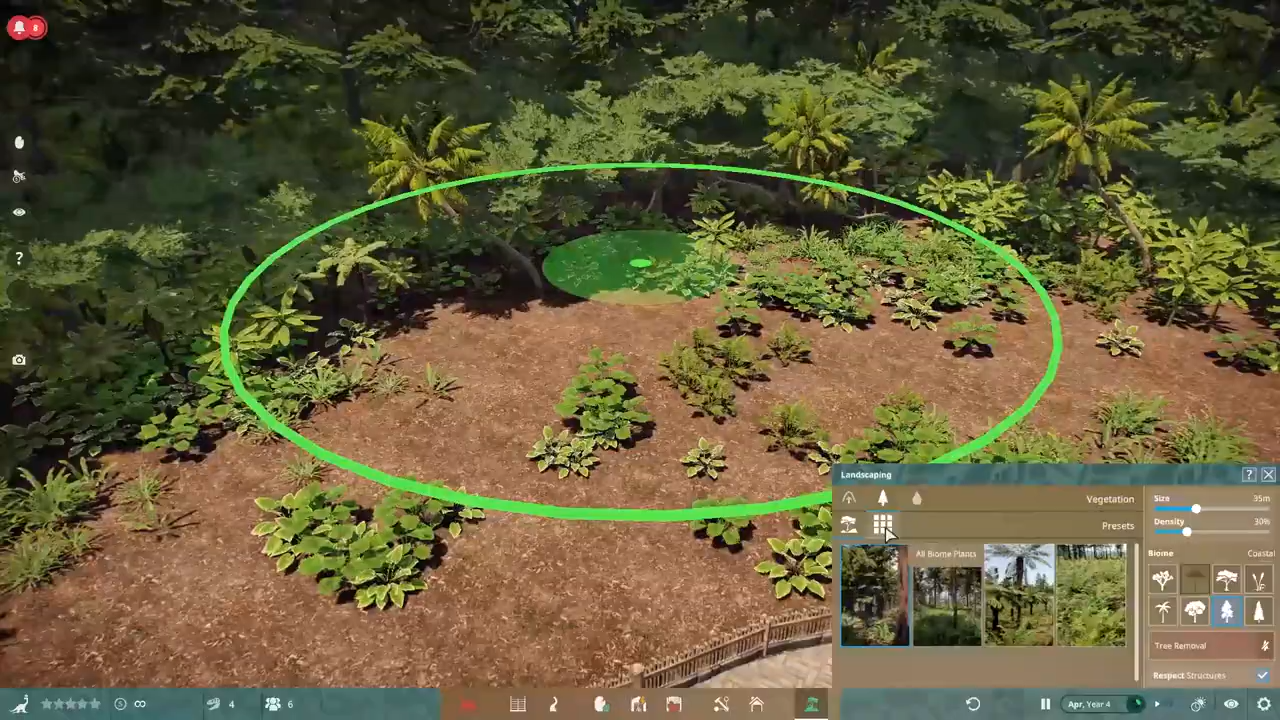 8
?
Landscaping
?
Vegetation
Size 35m
Presets
Density 30%
All Biome Plants
Biome Coastal
Tree Removal
Respect Structures
∞
4
6
Apr, Year 4